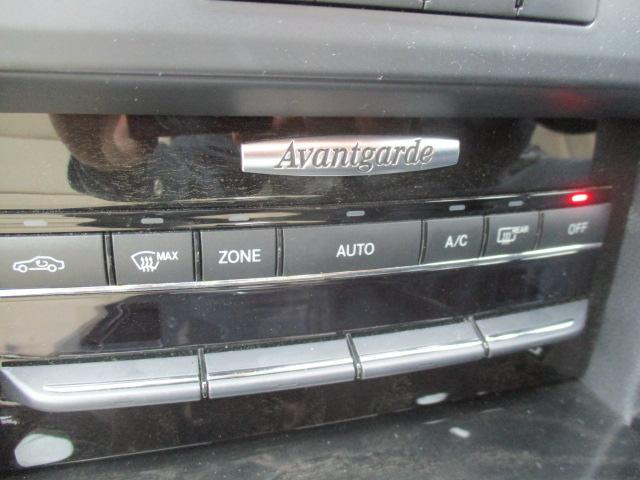 Avantgarde
MAX ZONE AUTO A/C REAR OFF